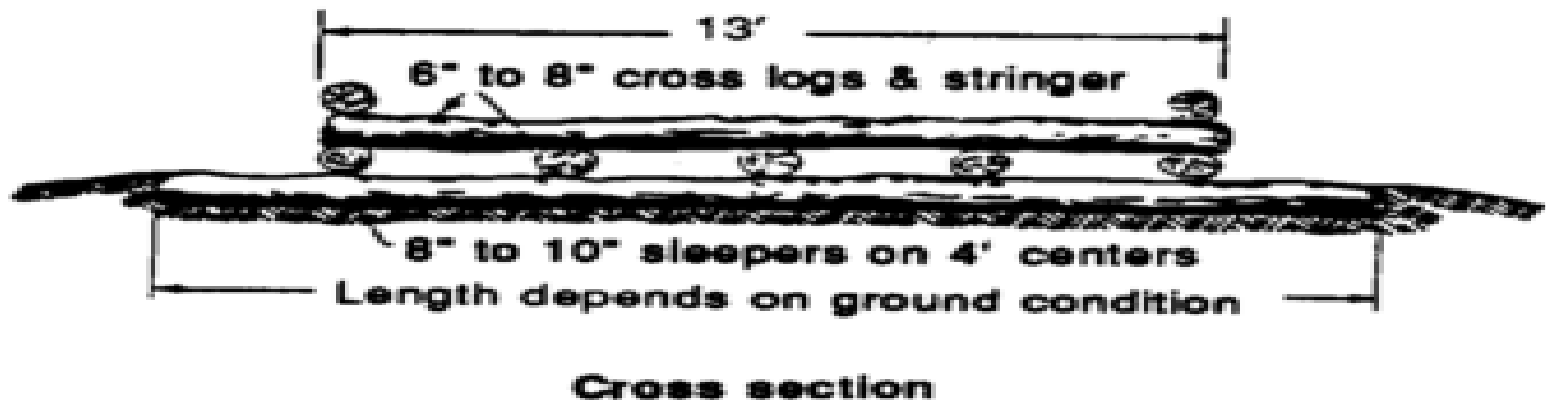 13'
6" to 8" cross logs & stringer
8" to 10" sleepers on 4' centers
Length depends on ground condition
Cross section